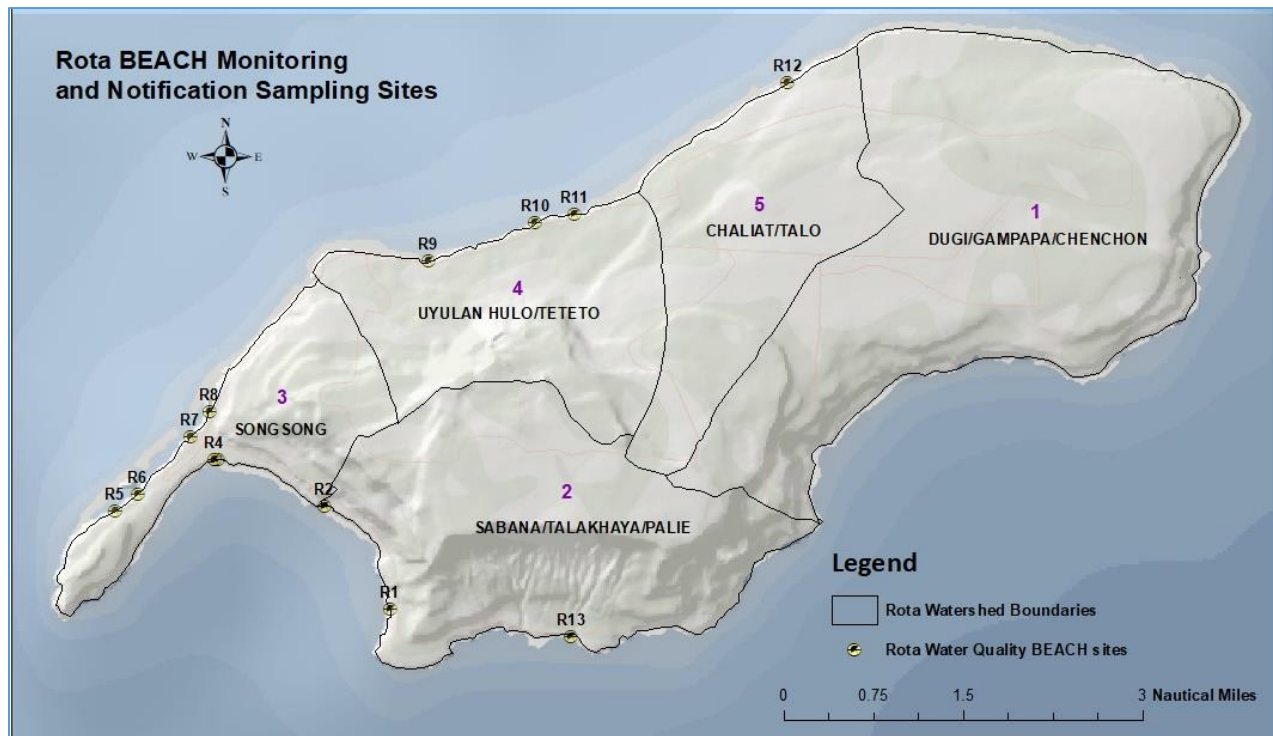 Rota BEACH Monitoring
and Notification Sampling Sites
N
W E
S
R12
R10
R11
R9
5
CHALIAT/TALO
1
DUGI/GAMPAPA/CHENCHON
4
UYULAN HULO/TETETO
R8
R7
R4
3
SONGSONG
R6
R5
R2
2
SABANA/TALAKHAYA/PALIE
R1
R13
Legend
Rota Watershed Boundaries
Rota Water Quality BEACH sites
0 0.75 1.5 3 Nautical Miles